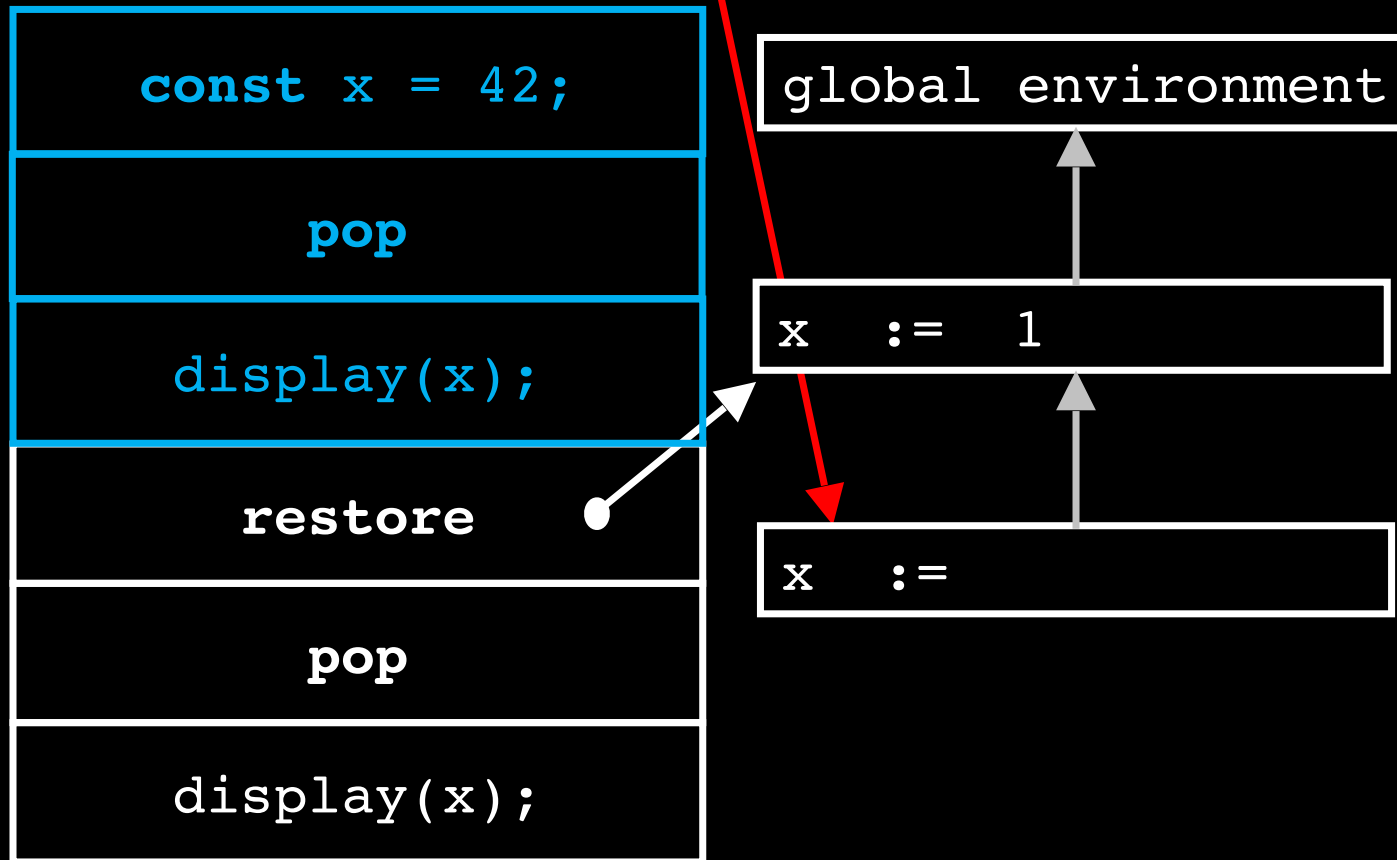 const x = 42;
pop
display(x);
restore
pop
display(x);
global environment
x := 1
x :=